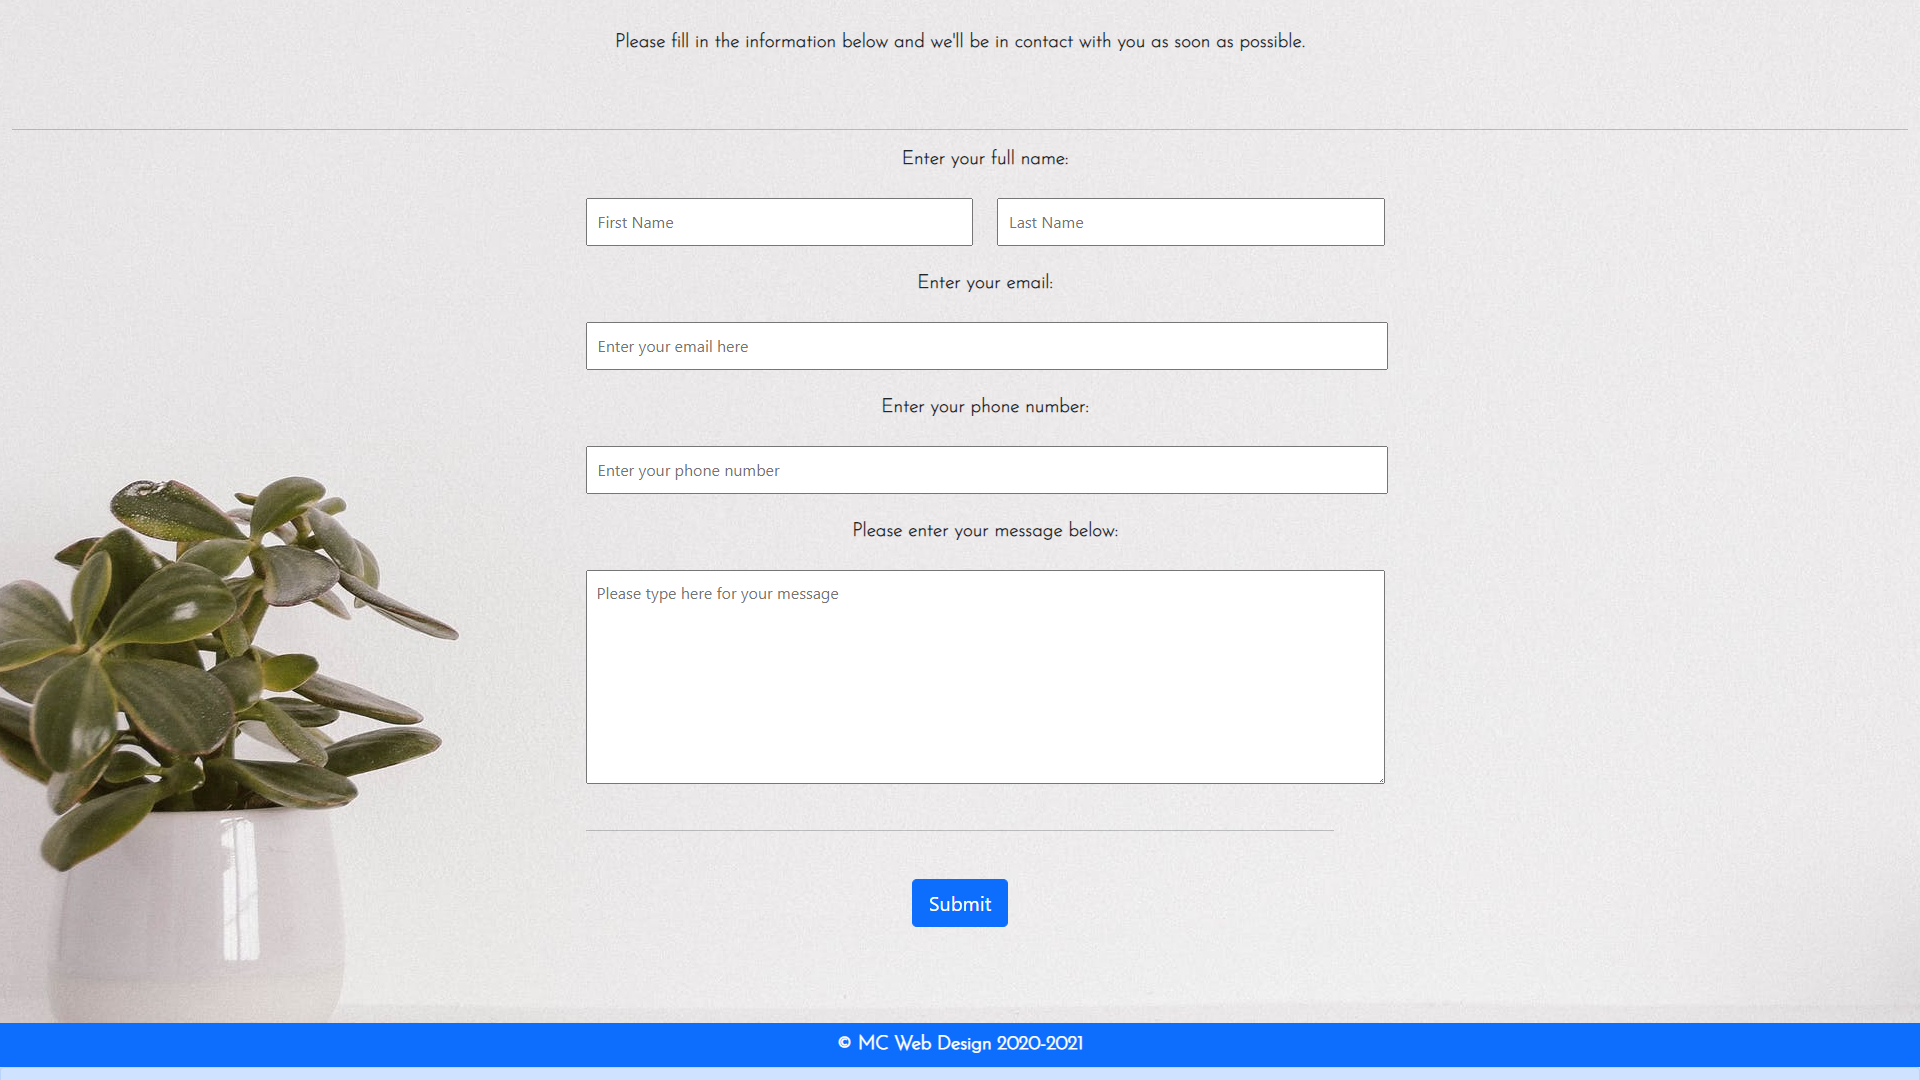 Please fill in the information below and we'll be in contact with you as soon as possible.
Enter your full name:
First Name
Last Name
Enter your email:
Enter your email here
Enter your phone number:
Enter your phone number
Please enter your message below:
Please type here for your message
Submit
© MC Web Design 2020-2021